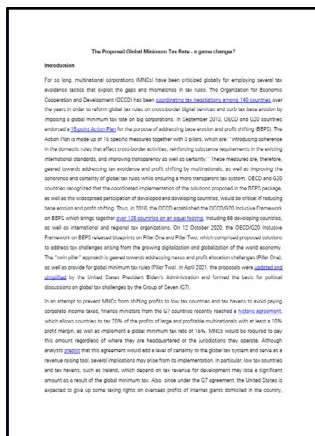 The Proposed Global Minimum Tax Rate - a game changer?
Introduction
For so long, multinational corporations (MNCs) have been criticized globally for employing several tax
avoidance tactics that exploit the gaps and mismatches in tax rules. The Organization for Economic
Cooperation and Development (OECD) has been coordinating tax negotiations among 140 countries over
the years in order to reform global tax rules on cross-border digital services and curb tax base erosion by
imposing a global minimum tax rate on big corporations. In September 2013, OECD and G20 countries
endorsed a 15-point Action Plan for the purpose of addressing base erosion and profit shifting (BEPS). The
Action Plan is made up of 15 specific measures together with 3 pillars, which are: "introducing coherence
in the domestic rules that affect cross-border activities, reinforcing substance requirements in the existing
international standards, and improving transparency as well as certainty." These measures are, therefore,
geared towards addressing tax avoidance and profit shifting by multinationals, as well as improving the
coherence and certainty of global tax rules while ensuring a more transparent tax system. OECD and G20
countries recognized that the coordinated implementation of the solutions proposed in the BEPS package,
as well as the widespread participation of developed and developing countries, would be critical if reducing
base erosion and profit shifting. Thus, in 2016, the OECD established the OECD/G20 Inclusive Framework
on BEPS which brings together over 135 countries on an equal footing, including 66 developing countries,
as well as international and regional tax organizations. On 12 October 2020, the OECD/G20 Inclusive
Framework on BEPS released blueprints on Pillar One and Pillar Two, which comprised proposed solutions
to address tax challenges arising from the growing digitalization and globalization of the world economy.
The "twin pillar" approach is geared towards addressing nexus and profit allocation challenges (Pillar One),
as well as provide for global minimum tax rules (Pillar Two). In April 2021, the proposals were updated and
simplified by the United States President Biden's Administration and formed the basis for political
discussions on global tax challenges by the Group of Seven (G7).
In an attempt to prevent MNCs from shifting profits to low tax countries and tax havens to avoid paying
corporate income taxes, finance ministers from the G7 countries recently reached a historic agreement,
which allows countries to tax 20% of the profits of large and profitable multinationals with at least a 10%
profit margin, as well as implement a global minimum tax rate of 15%. MNCs would be required to pay
this amount regardless of where they are headquartered or the jurisdictions they operate. Although
analysts predict that this agreement would add a level of certainty to the global tax system and serve as a
revenue raising tool, several implications may arise from its implementation. In particular, low tax countries
and tax havens, such as Ireland, which depend on tax revenue for development may lose a significant
amount as a result of the global minimum tax. Also, since under the G7 agreement, the United States is
expected to give up some taxing rights on overseas profits of internet giants domiciled in the country,